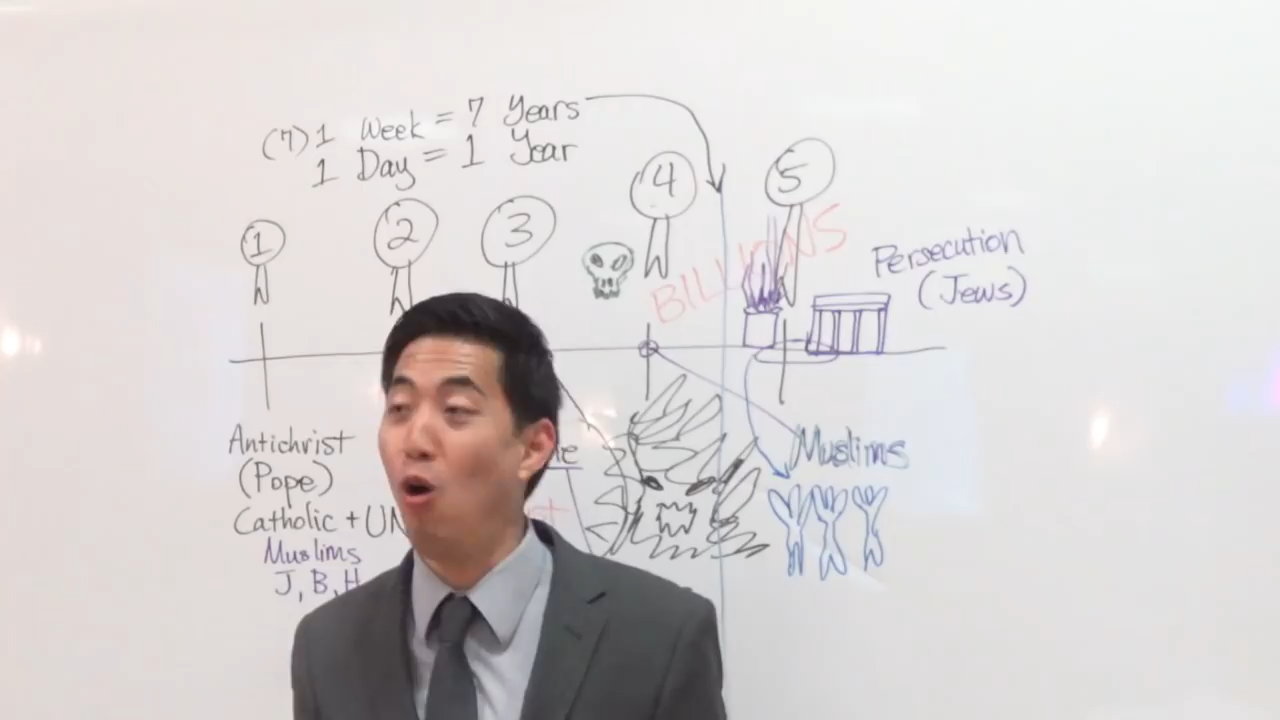 (7) 1 Week = 7 Years
1 Day = 1 Year
1
2
3
4
5
BILLIONS
Persecution
(Jews)
Antichrist
(Pope)
Catholic + UN
Muslims
J, B, H
Muslims